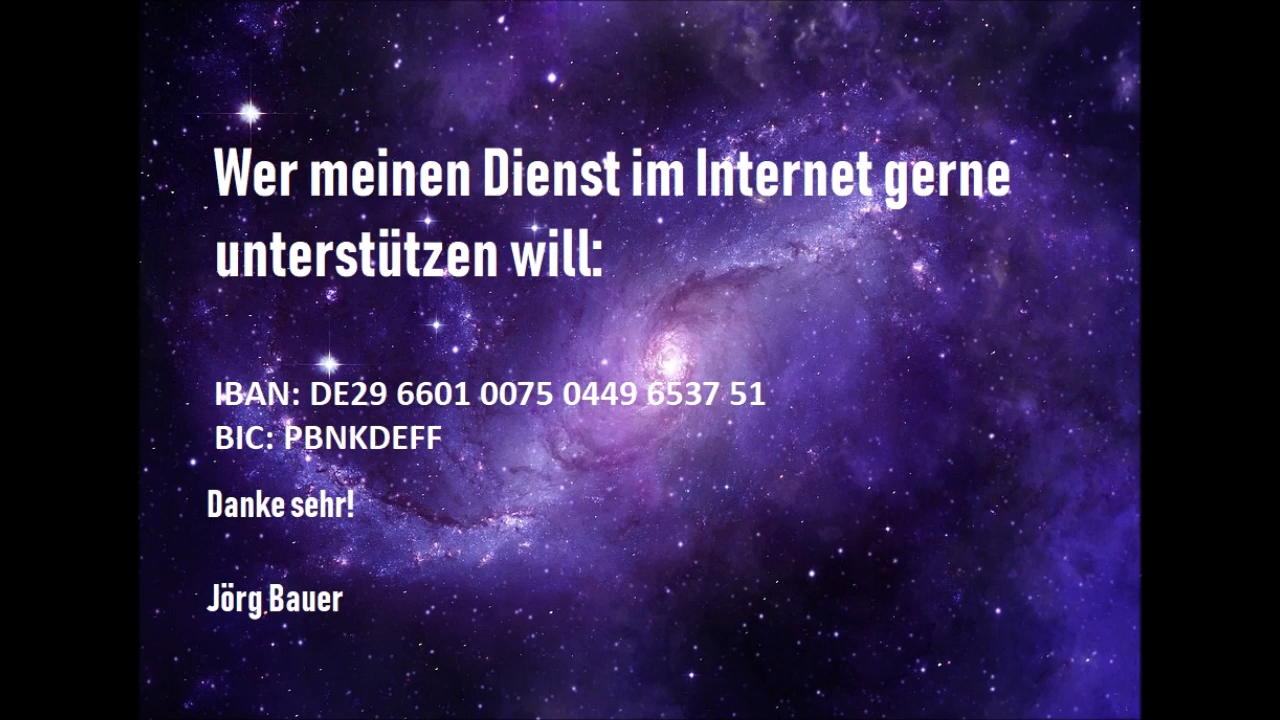 Wer meinen Dienst im Internet gerne
unterstützen will:
IBAN: DE29 6601 0075 0449 6537 51
BIC: PBNKDEFF
Danke sehr!
Jörg Bauer